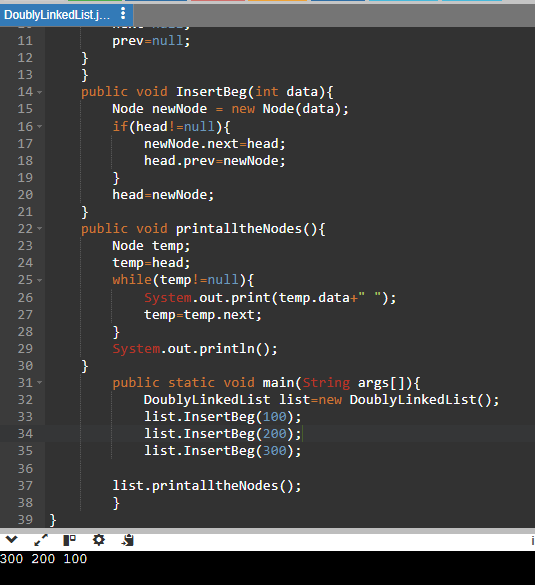 DoublyLinkedList.j...
11 prev=null;
12 }
13 }
14 public void InsertBeg(int data){
15 Node newNode = new Node(data);
16 if(head!=null){
17 newNode.next=head;
18 head.prev=newNode;
19 }
20 head=newNode;
21 }
22 public void printalltheNodes(){
23 Node temp;
24 temp=head;
25 while(temp!=null){
26 System.out.print(temp.data+" ");
27 temp=temp.next;
28 }
29 System.out.println();
30 }
31 public static void main(String args[]){
32 DoublyLinkedList list=new DoublyLinkedList();
33 list.InsertBeg(100);
34 list.InsertBeg(200);
35 list.InsertBeg(300);
36
37 list.printalltheNodes();
38 }
39 }
300 200 100